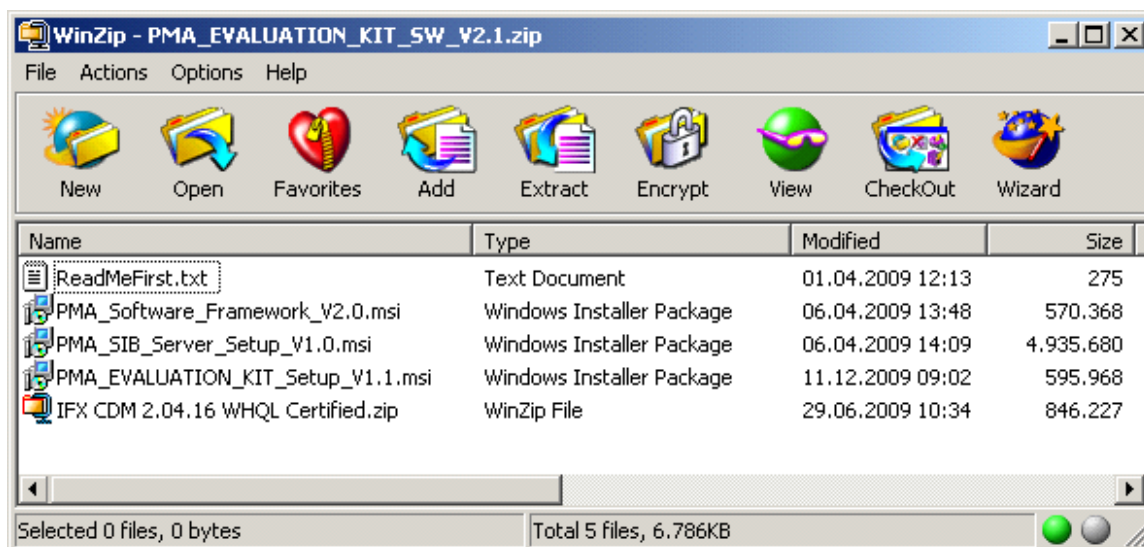 WinZip - PMA_EVALUATION_KIT_SW_V2.1.zip
File Actions Options Help
New Open Favorites Add Extract Encrypt View CheckOut Wizard
Name Type Modified Size
ReadMeFirst.txt Text Document 01.04.2009 12:13 275
PMA_Software_Framework_V2.0.msi Windows Installer Package 06.04.2009 13:48 570.368
PMA_SIB_Server_Setup_V1.0.msi Windows Installer Package 06.04.2009 14:09 4.935.680
PMA_EVALUATION_KIT_Setup_V1.1.msi Windows Installer Package 11.12.2009 09:02 595.968
IFX CDM 2.04.16 WHQL Certified.zip WinZip File 29.06.2009 10:34 846.227
Selected 0 files, 0 bytes Total 5 files, 6.786KB